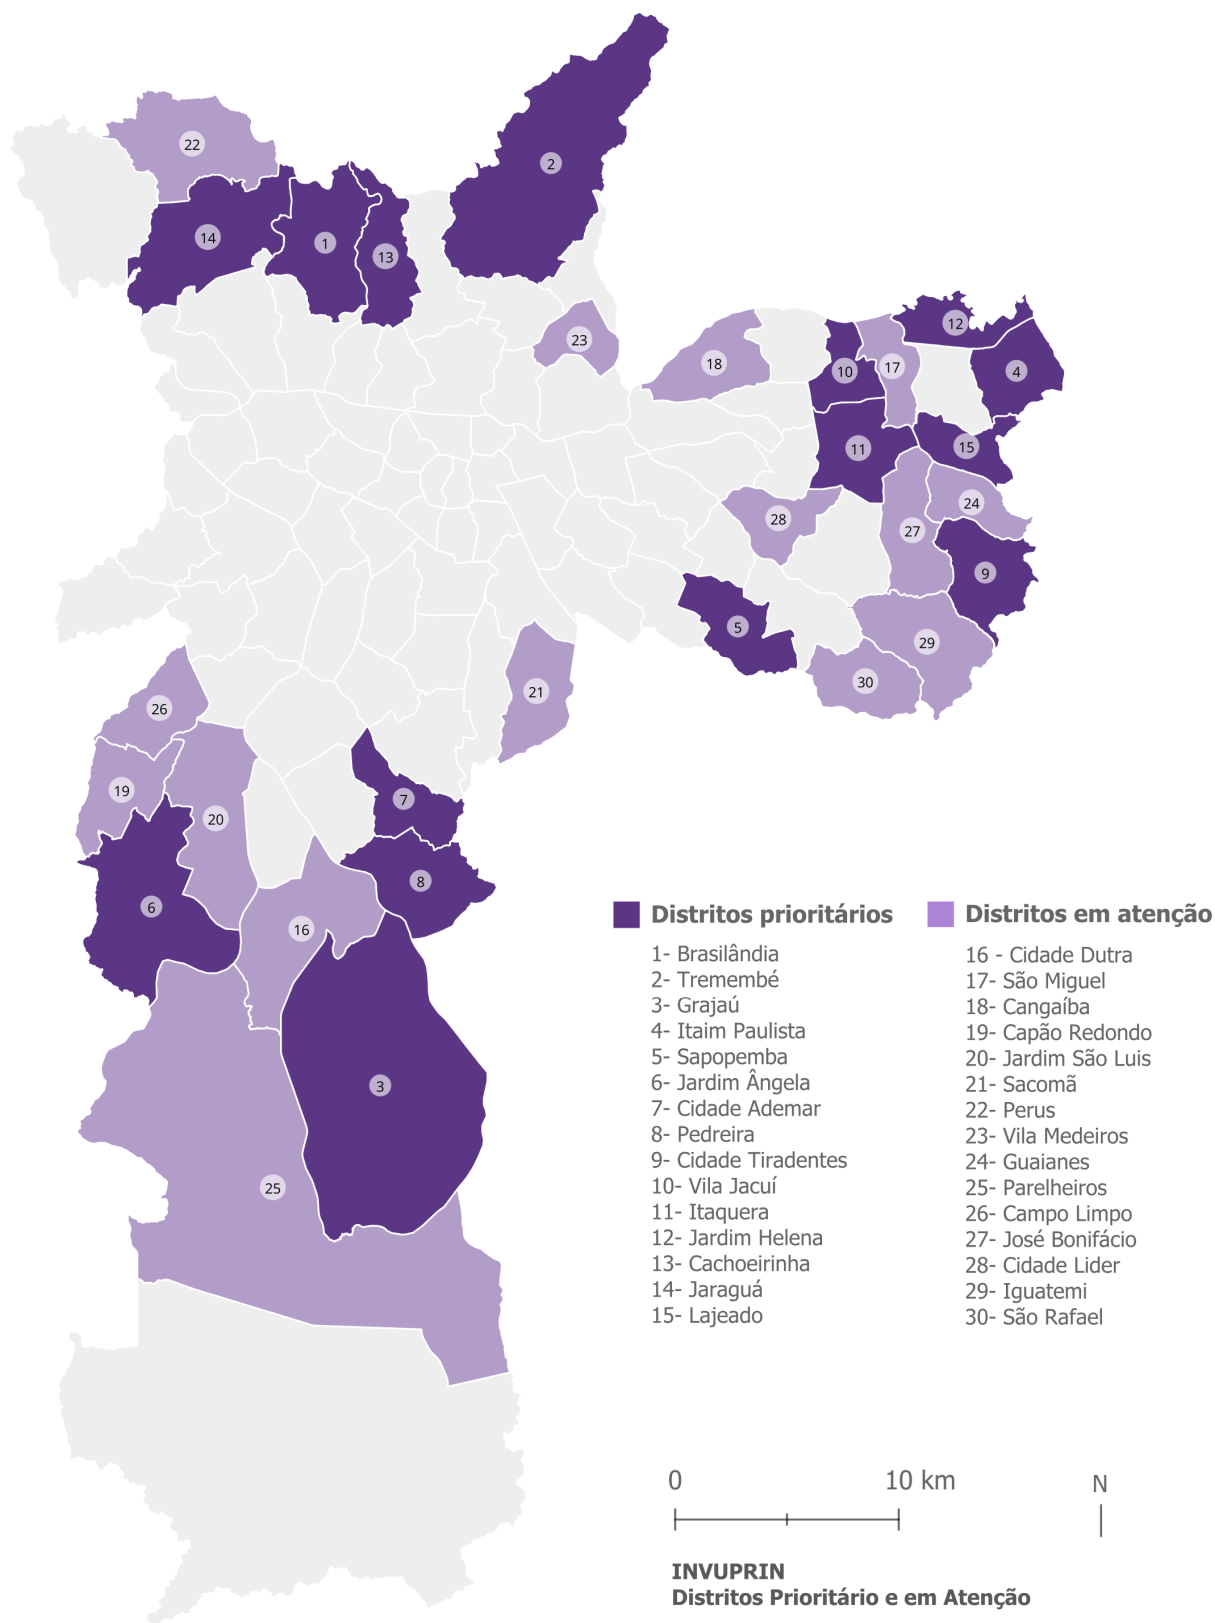 2
22
14
1
13
23
18
12
10
17
4
11
15
24
28
27
9
5
29
30
21
26
19
20
7
8
6
16
3
25
Distritos prioritários
1- Brasilândia
2- Tremembé
3- Grajaú
4- Itaim Paulista
5- Sapopemba
6- Jardim Ângela
7- Cidade Ademar
8- Pedreira
9- Cidade Tiradentes
10- Vila Jacuí
11- Itaquera
12- Jardim Helena
13- Cachoeirinha
14- Jaraguá
15- Lajeado
Distritos em atenção
16 - Cidade Dutra
17- São Miguel
18- Cangaíba
19- Capão Redondo
20- Jardim São Luis
21- Sacomã
22- Perus
23- Vila Medeiros
24- Guaianes
25- Parelheiros
26- Campo Limpo
27- José Bonifácio
28- Cidade Lider
29- Iguatemi
30- São Rafael
0 10 km
N
INVUPRIN
Distritos Prioritário e em Atenção